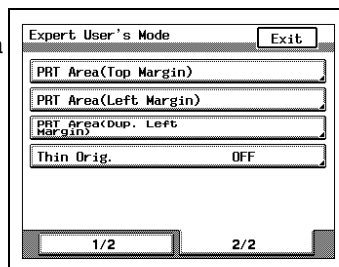 Expert User's Mode
Exit
PRT Area(Top Margin)
PRT Area(Left Margin)
PRT Area(Dup. Left
Margin)
Thin Orig. OFF
1/2 2/2